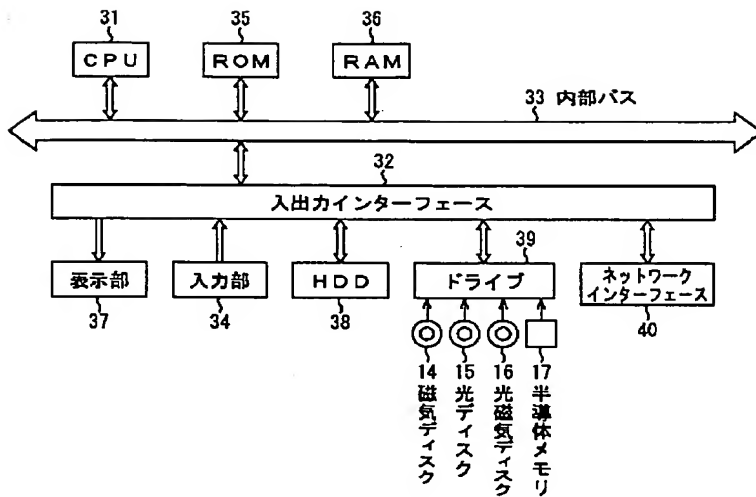 31
35
36
CPU
ROM
RAM
33 内部バス
32
入出力インターフェース
39
表示部
入力部
HDD
ドライブ
ネットワーク
インターフェース
37
34
38
40
14 磁気ディスク
15 光ディスク
16 光磁気ディスク
17 半導体メモリ